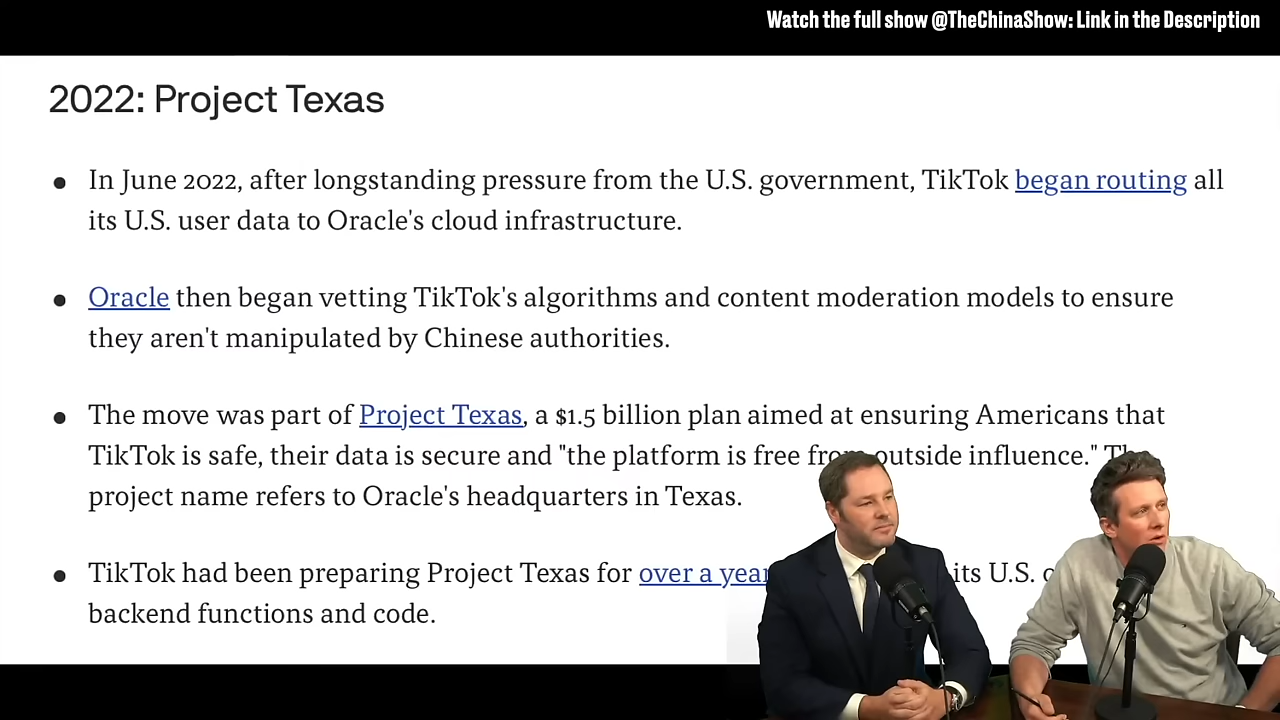 Watch the full show @TheChinaShow: Link in the Description
2022: Project Texas
• In June 2022, after longstanding pressure from the U.S. government, TikTok began routing all
its U.S. user data to Oracle's cloud infrastructure.
• Oracle then began vetting TikTok's algorithms and content moderation models to ensure
they aren't manipulated by Chinese authorities.
• The move was part of Project Texas, a $1.5 billion plan aimed at ensuring Americans that
TikTok is safe, their data is secure and "the platform is free from outside influence." The
project name refers to Oracle's headquarters in Texas.
• TikTok had been preparing Project Texas for over a year its U.S.
backend functions and code.